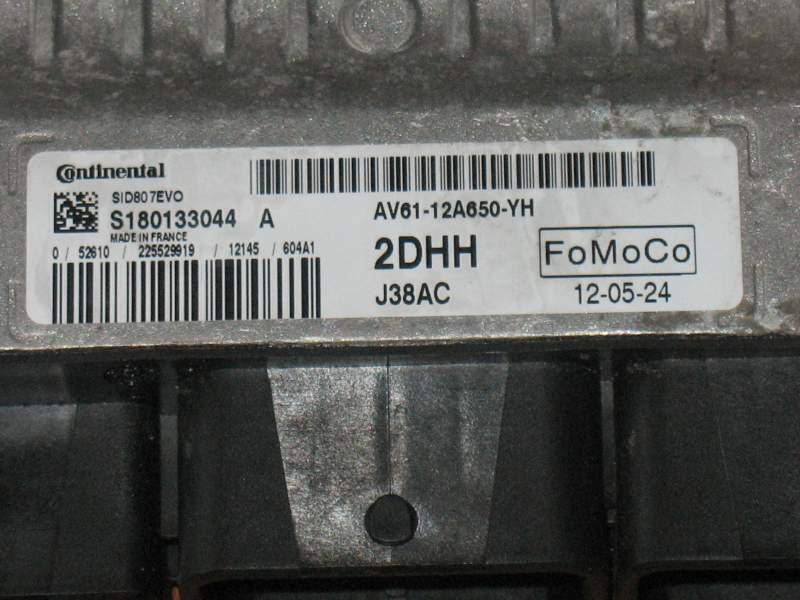 Continental
SID807EVO
S180133044 A
MADE IN FRANCE
0 / 52610 / 225529919 / 12145 / 604A1
AV61-12A650-YH
2DHH
FoMoCo
J38AC
12-05-24